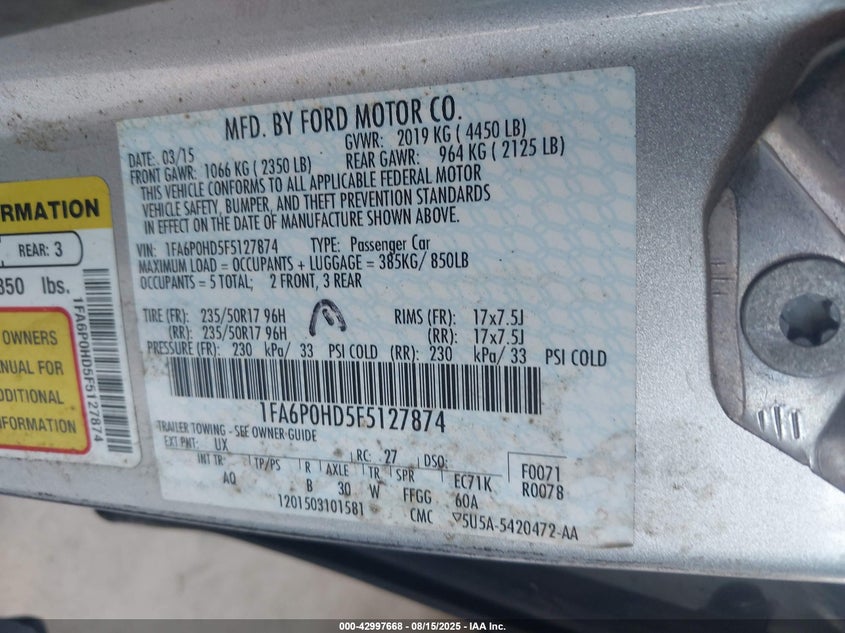 MFD. BY FORD MOTOR CO.
DATE: 03/15 GVWR: 2019 KG ( 4450 LB)
FRONT GAWR: 1066 KG ( 2350 LB) REAR GAWR: 964 KG ( 2125 LB)
THIS VEHICLE CONFORMS TO ALL APPLICABLE FEDERAL MOTOR
VEHICLE SAFETY, BUMPER, AND THEFT PREVENTION STANDARDS
IN EFFECT ON THE DATE OF MANUFACTURE SHOWN ABOVE.
VIN: 1FA6P0HD5F5127874 TYPE: Passenger Car
MAXIMUM LOAD = OCCUPANTS + LUGGAGE = 385KG/ 850LB
OCCUPANTS = 5 TOTAL; 2 FRONT, 3 REAR
TIRE (FR): 235/50R17 96H RIMS (FR): 17x7.5J
(RR): 235/50R17 96H (RR): 17x7.5J
PRESSURE (FR): 230 kPa/ 33 PSI COLD (RR): 230 kPa/ 33 PSI COLD
1FA6P0HD5F5127874
TRAILER TOWING - SEE OWNER GUIDE
EXT PNT: UX RC: 27 DSO: F0071
INT TR TP/PS R AXLE TR SPR EC71K R0078
AQ B 30 W FFGG 60A
1201503101581 CMC ▽5U5A-5420472-AA
RMATION
REAR: 3
850 lbs.
OWNERS
ANUAL FOR
ADDITIONAL
INFORMATION
1FA6P0HD5F5127874
000-42997668 - 08/15/2025 - IAA Inc.